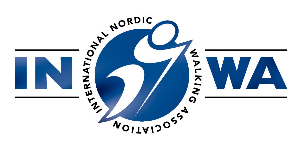 INTERNATIONAL NORDIC
IN WA
WALKING ASSOCIATION